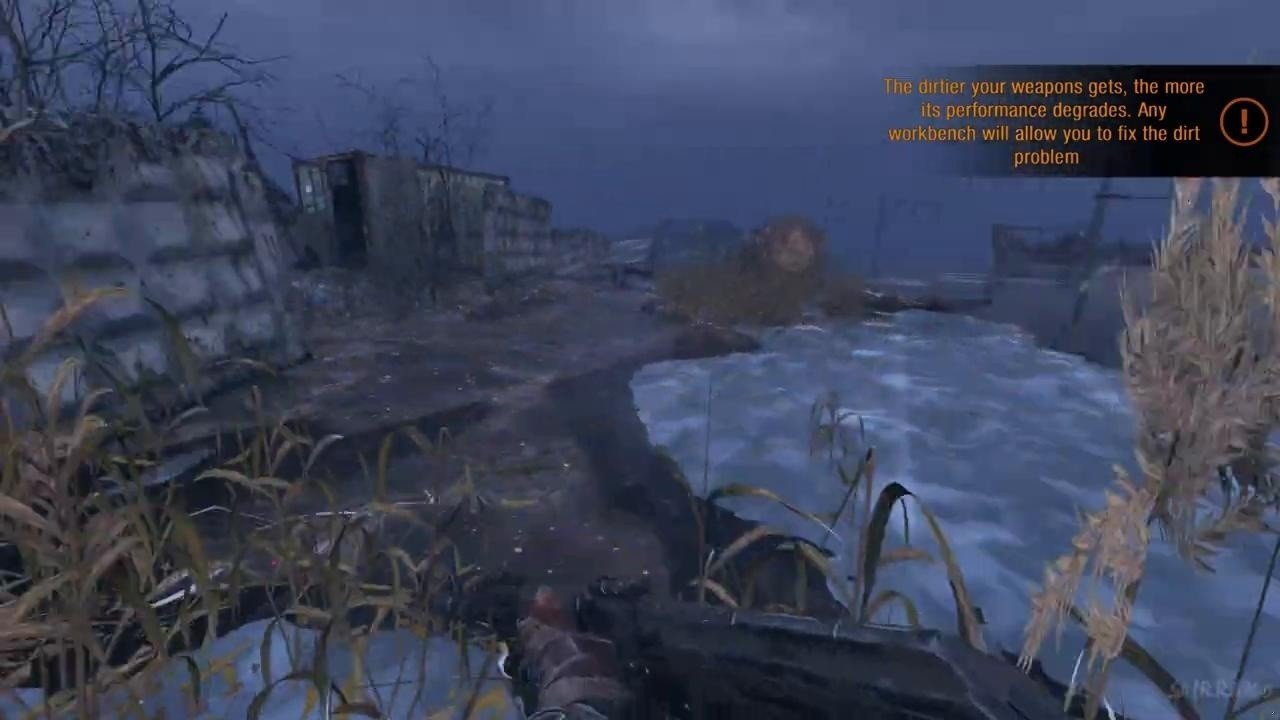 The dirtier your weapons gets, the more
its performance degrades. Any
workbench will allow you to fix the dirt
problem